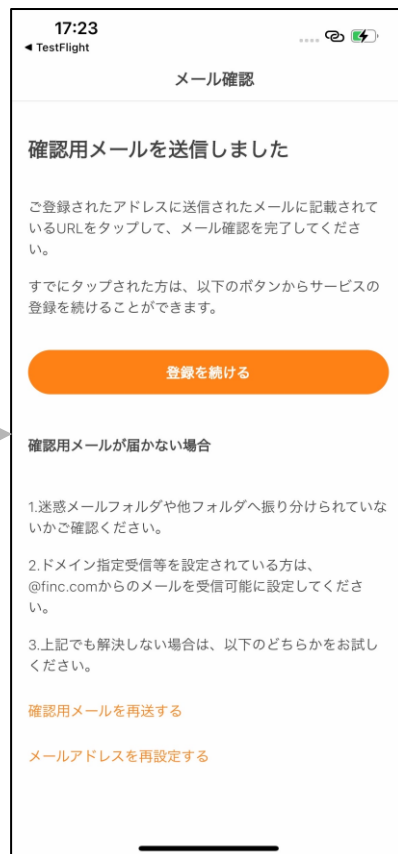 17:23
◀ TestFlight
メール確認
確認用メールを送信しました
ご登録されたアドレスに送信されたメールに記載されて
いるURLをタップして、メール確認を完了してくださ
い。
すでにタップされた方は、以下のボタンからサービスの
登録を続けることができます。
登録を続ける
確認用メールが届かない場合
1.迷惑メールフォルダや他フォルダへ振り分けられていな
いかご確認ください。
2.ドメイン指定受信等を設定されている方は、
@finc.comからのメールを受信可能に設定してくださ
い。
3.上記でも解決しない場合は、以下のどちらかをお試し
ください。
確認用メールを再送する
メールアドレスを再設定する